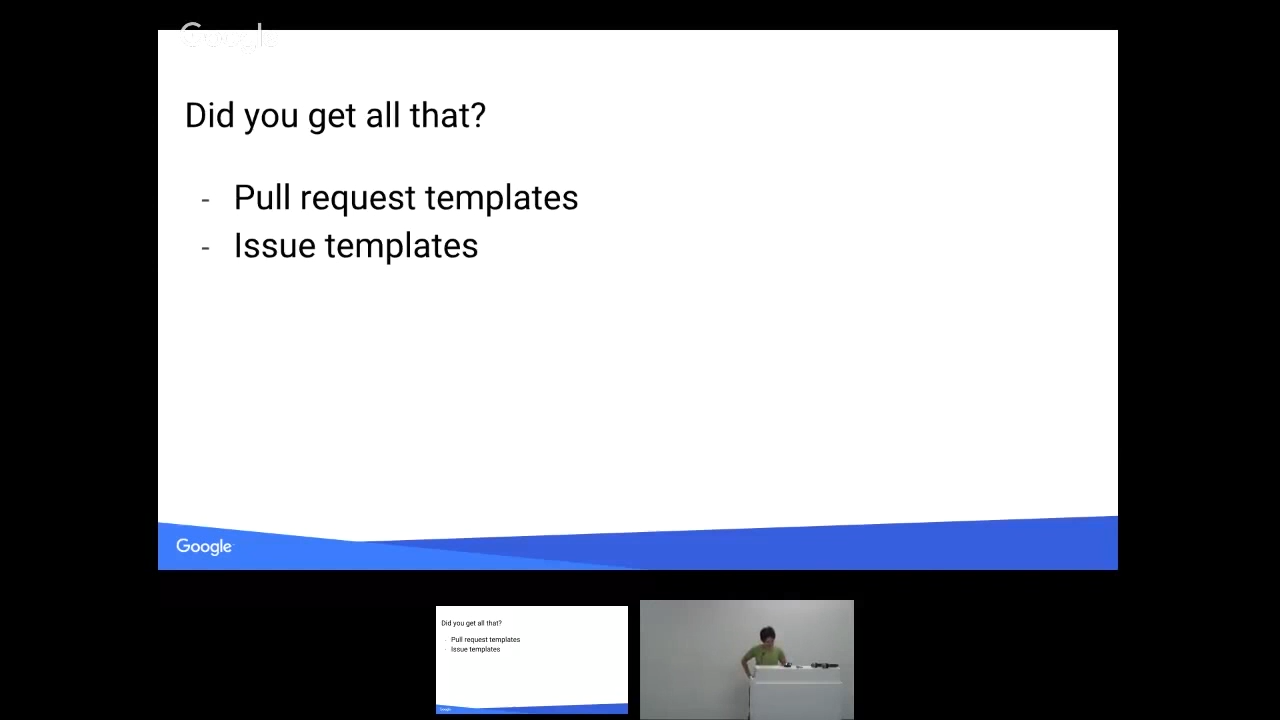 Google
Did you get all that?
- Pull request templates
- Issue templates
Google
Did you get all that?
- Pull request templates
- Issue templates
Google